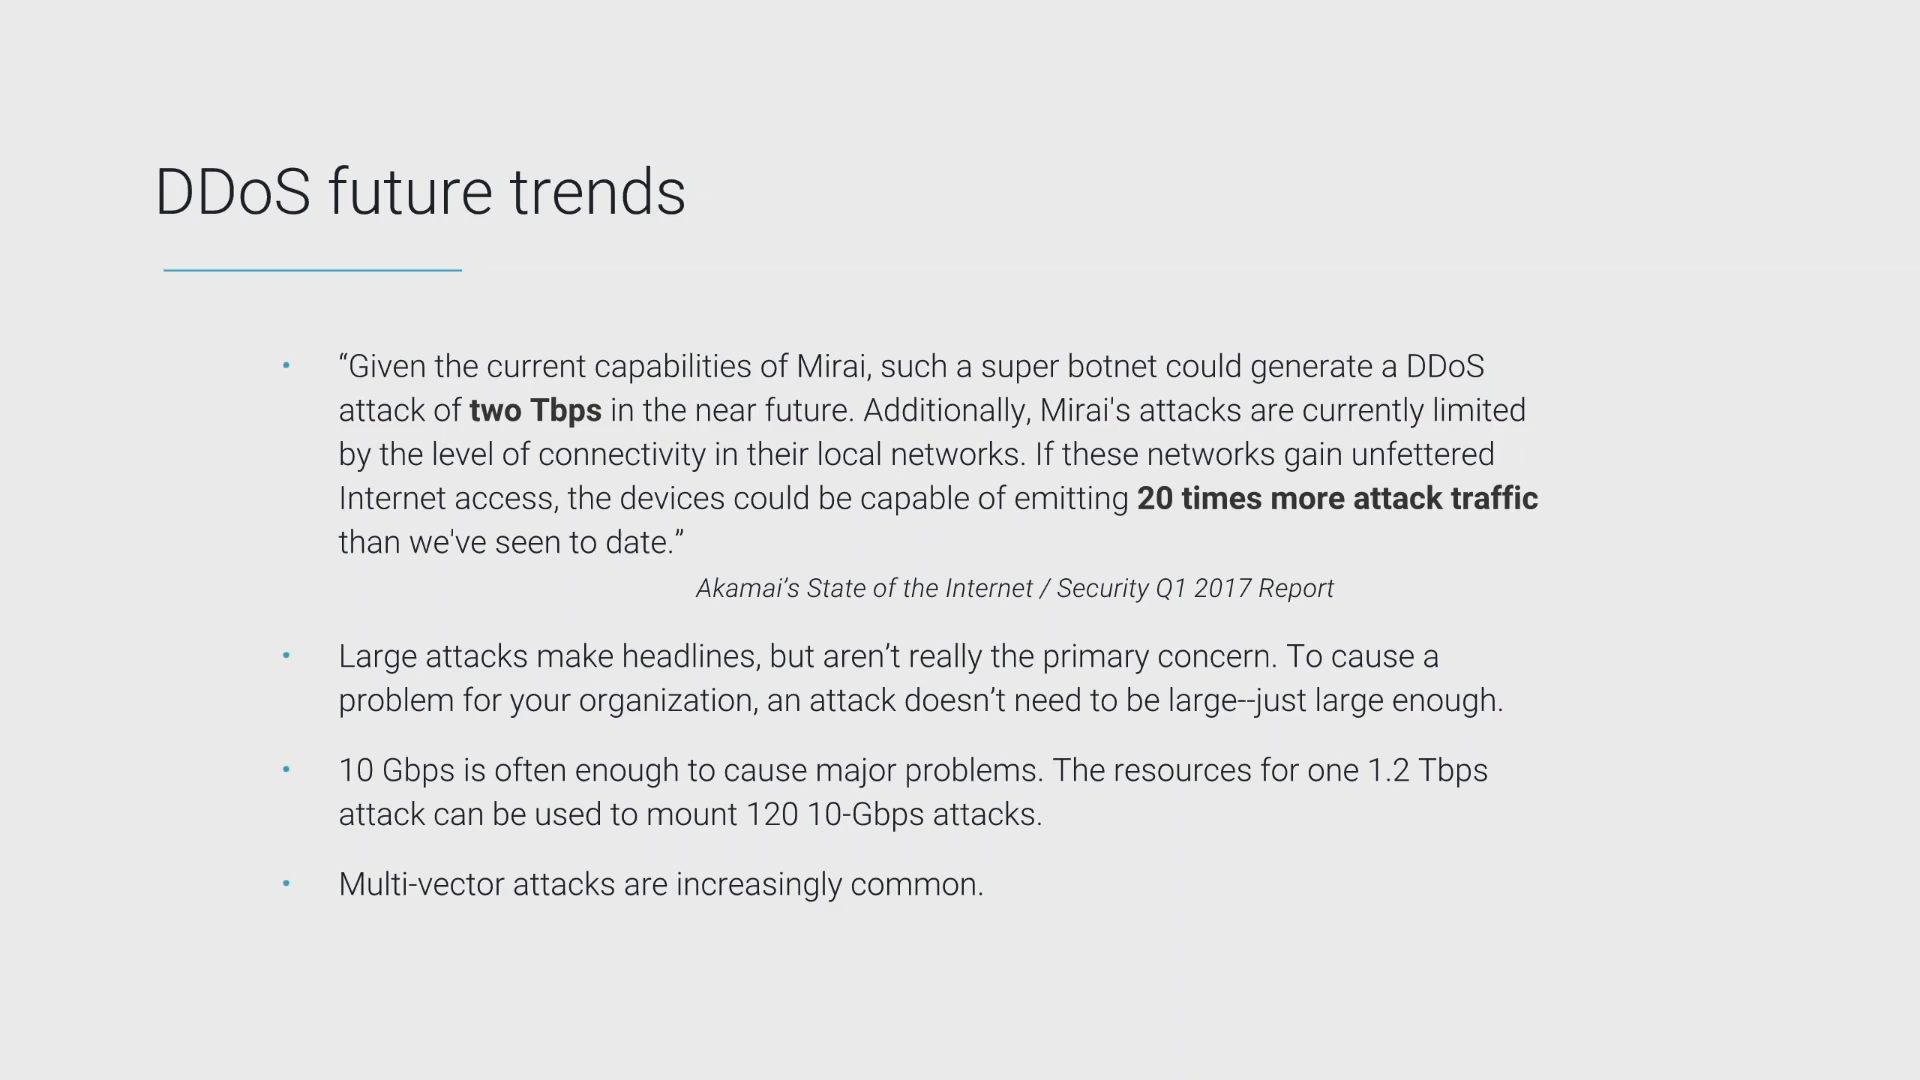 DDoS future trends
• “Given the current capabilities of Mirai, such a super botnet could generate a DDoS
attack of two Tbps in the near future. Additionally, Mirai's attacks are currently limited
by the level of connectivity in their local networks. If these networks gain unfettered
Internet access, the devices could be capable of emitting 20 times more attack traffic
than we've seen to date.”
Akamai’s State of the Internet / Security Q1 2017 Report
• Large attacks make headlines, but aren’t really the primary concern. To cause a
problem for your organization, an attack doesn’t need to be large--just large enough.
• 10 Gbps is often enough to cause major problems. The resources for one 1.2 Tbps
attack can be used to mount 120 10-Gbps attacks.
• Multi-vector attacks are increasingly common.